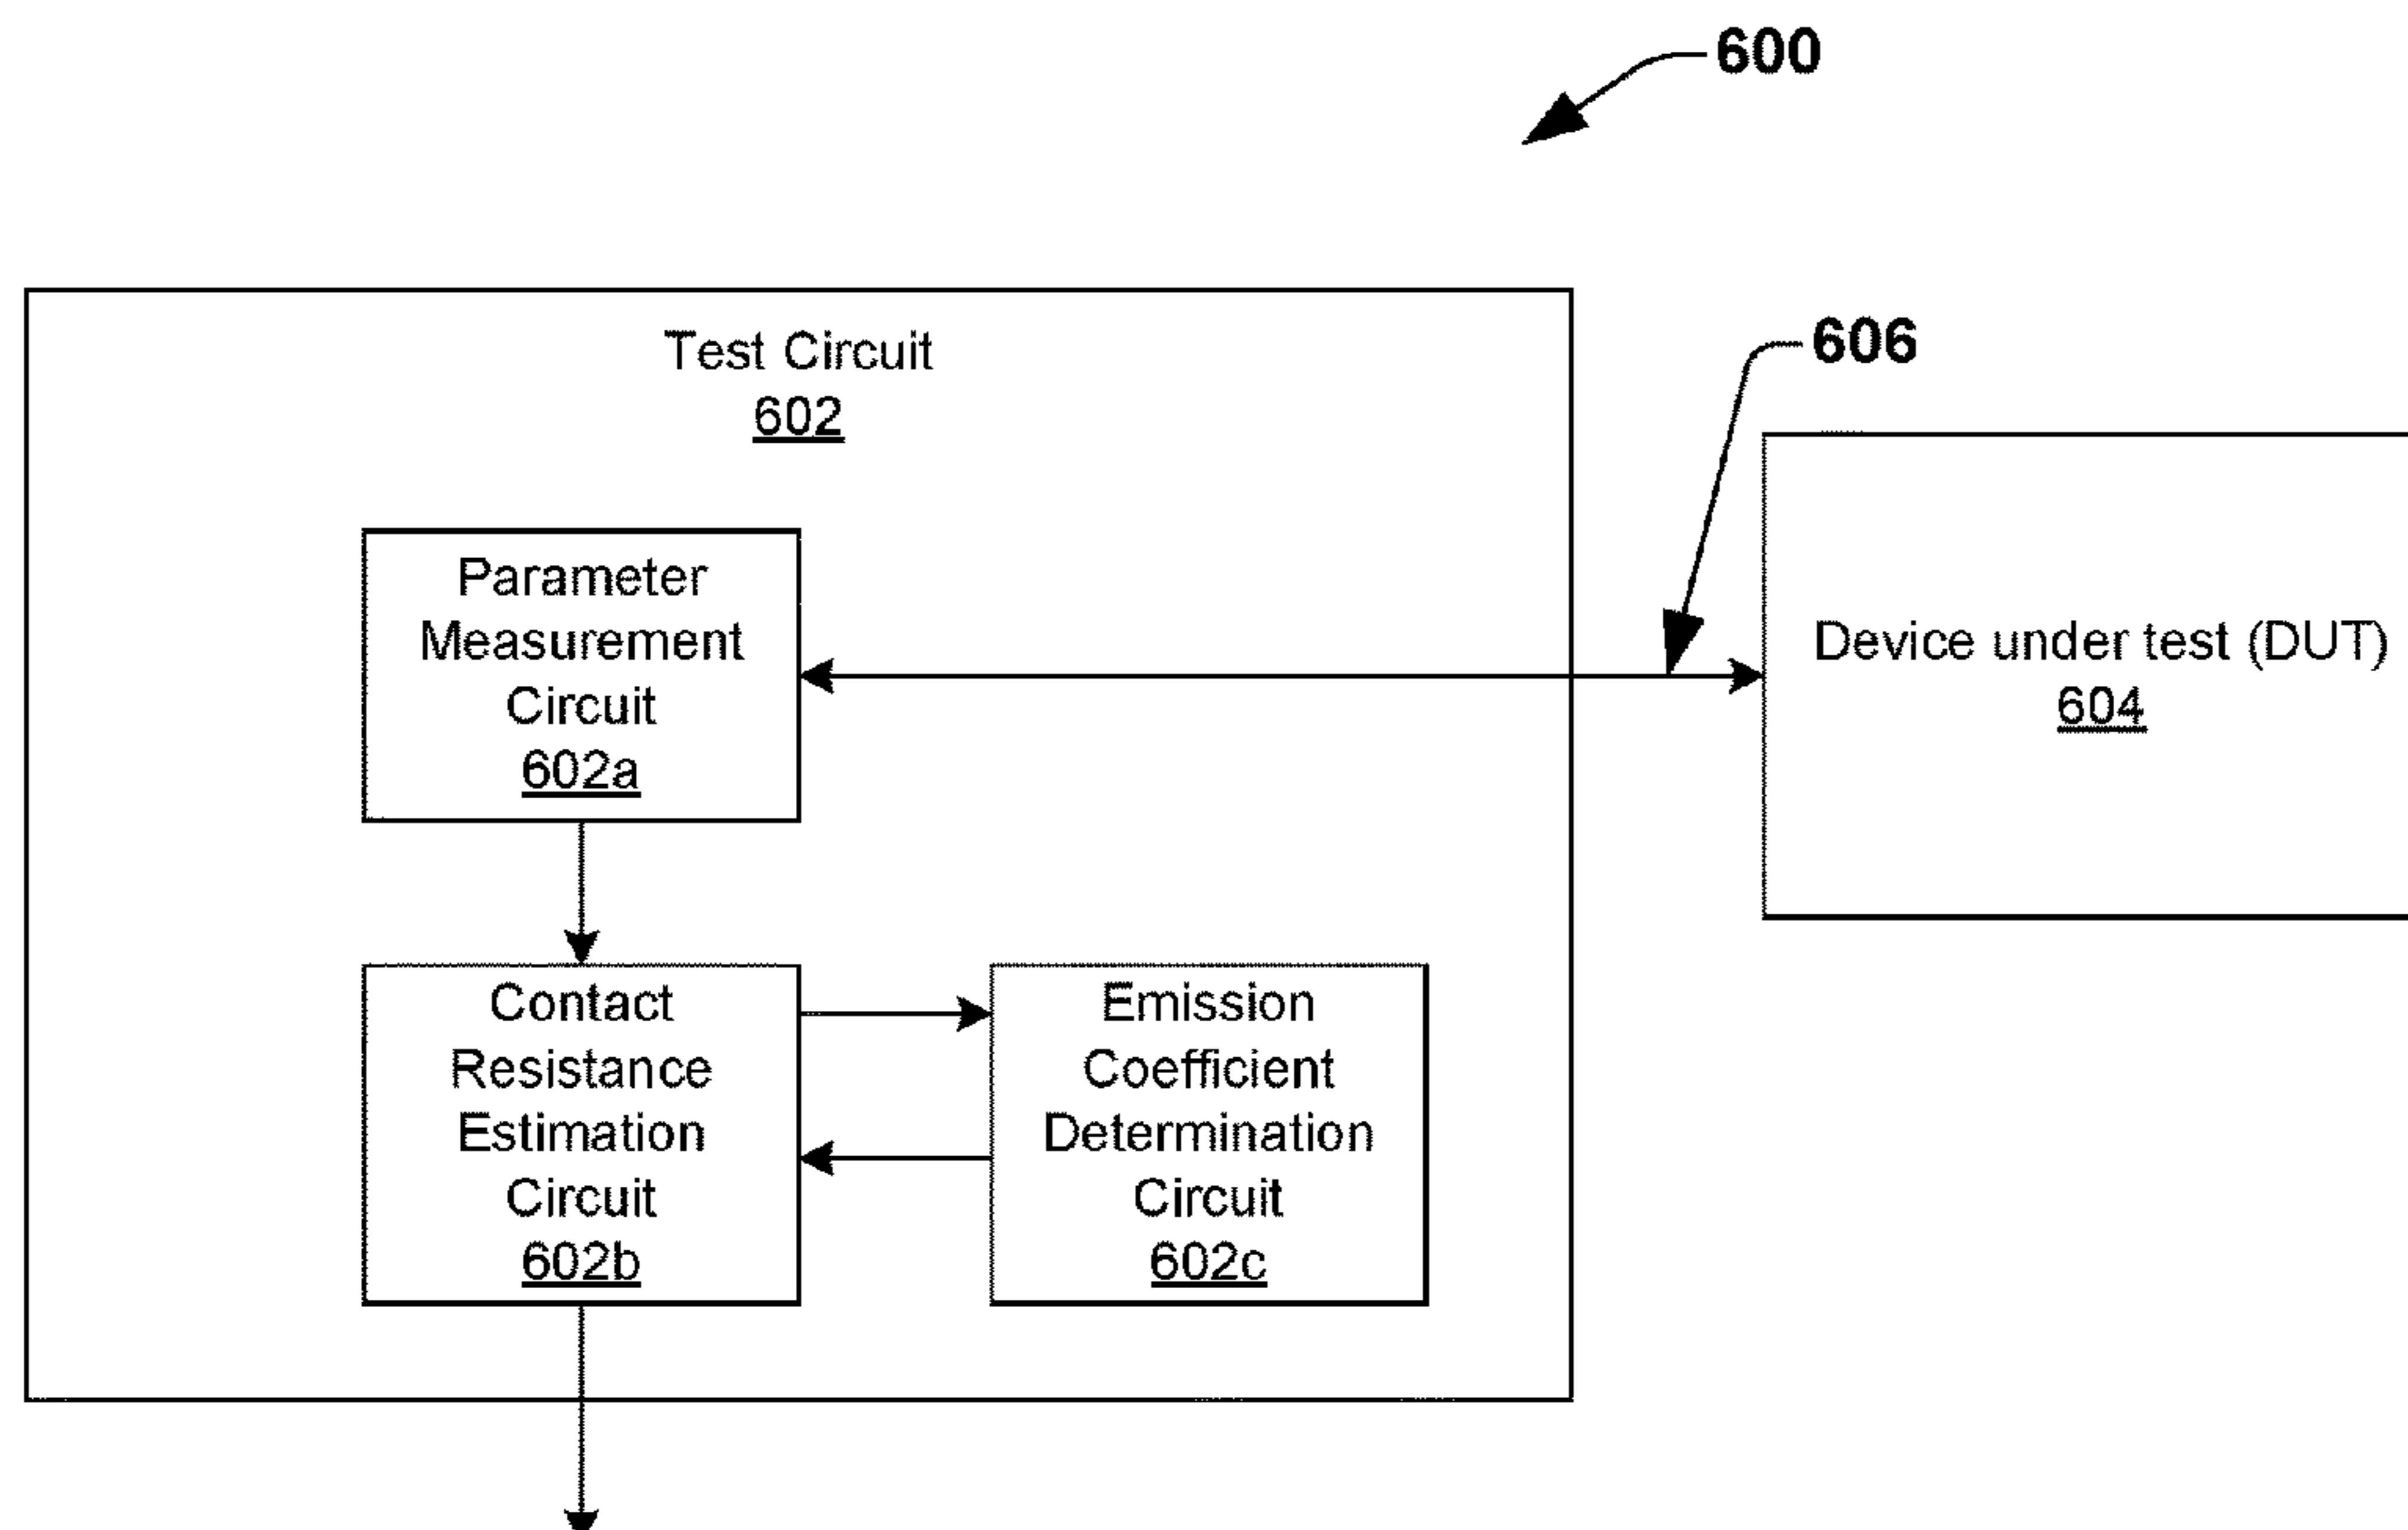 600
Test Circuit
602
606
Parameter
Measurement
Circuit
602a
Device under test (DUT)
604
Contact
Resistance
Estimation
Circuit
602b
Emission
Coefficient
Determination
Circuit
602c